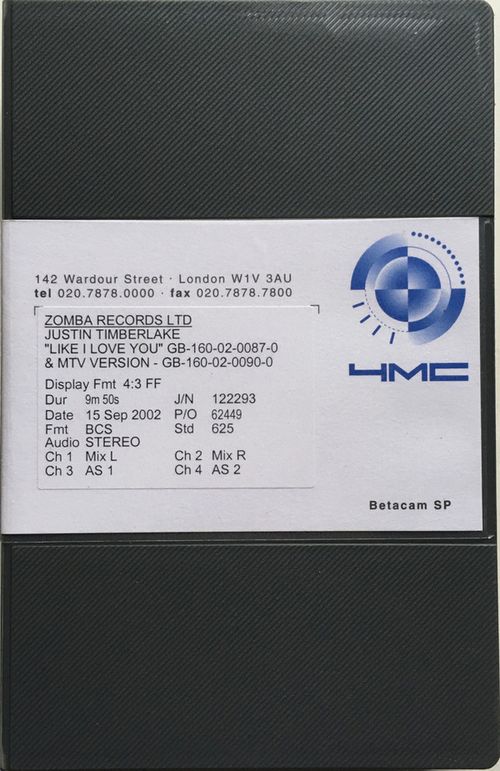 142 Wardour Street · London W1V 3AU
tel 020.7878.0000 · fax 020.7878.7800
4MC
ZOMBA RECORDS LTD
JUSTIN TIMBERLAKE
"LIKE I LOVE YOU" GB-160-02-0087-0
& MTV VERSION - GB-160-02-0090-0
Display Fmt 4:3 FF
Dur 9m 50s J/N 122293
Date 15 Sep 2002 P/O 62449
Fmt BCS Std 625
Audio STEREO
Ch 1 Mix L Ch 2 Mix R
Ch 3 AS 1 Ch 4 AS 2
Betacam SP